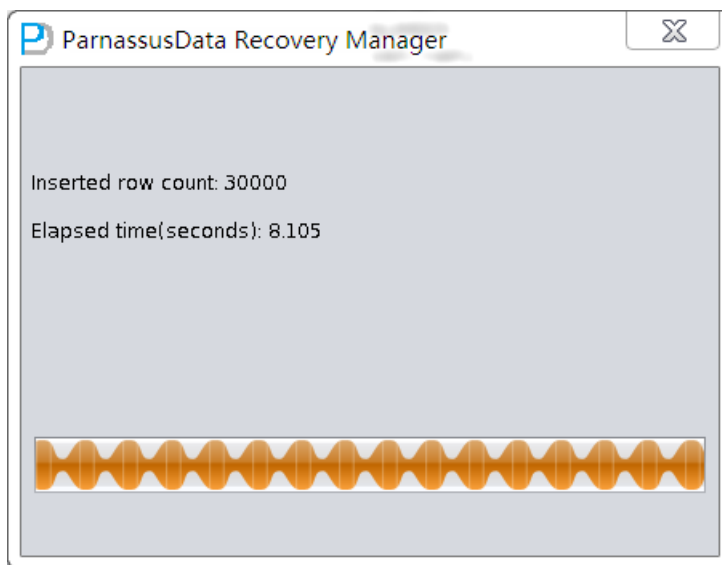 ParnassusData Recovery Manager
Inserted row count: 30000
Elapsed time(seconds): 8.105